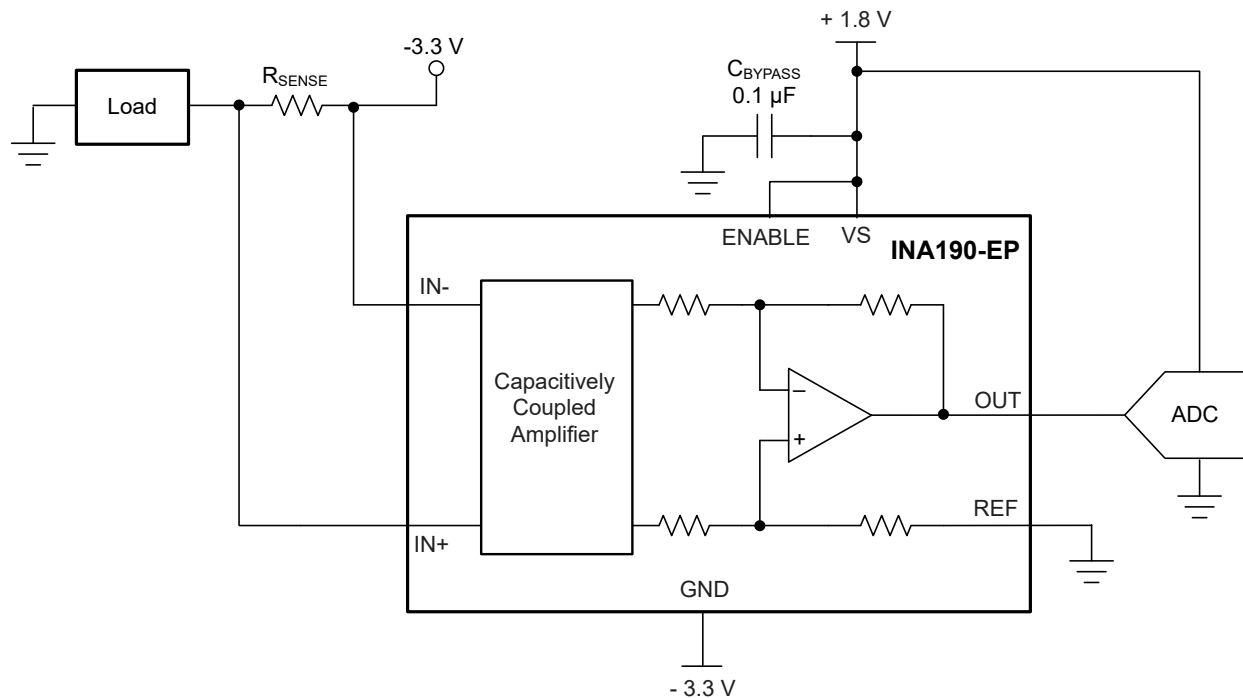 + 1.8 V
-3.3 V
RSENSE
CBYPASS
0.1 µF
Load
ENABLE
VS
INA190-EP
IN-
Capacitively
Coupled
Amplifier
–
+
OUT
ADC
REF
IN+
GND
- 3.3 V